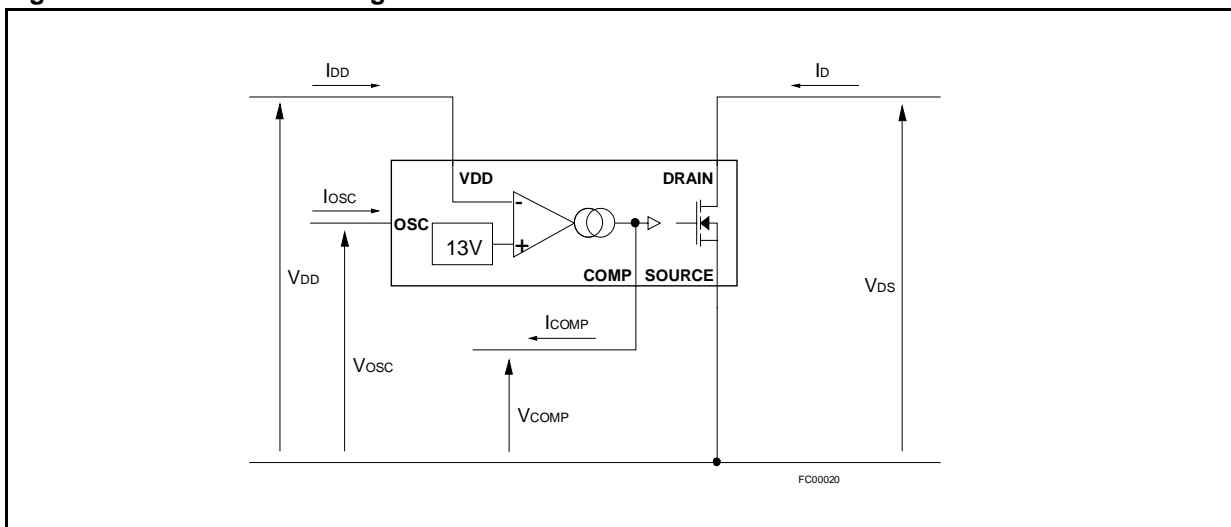 IDD
ID
VDD
DRAIN
IOSC
OSC
-
13V
+
COMP
SOURCE
VDD
VDS
ICOMP
VOSC
VCOMP
FC00020